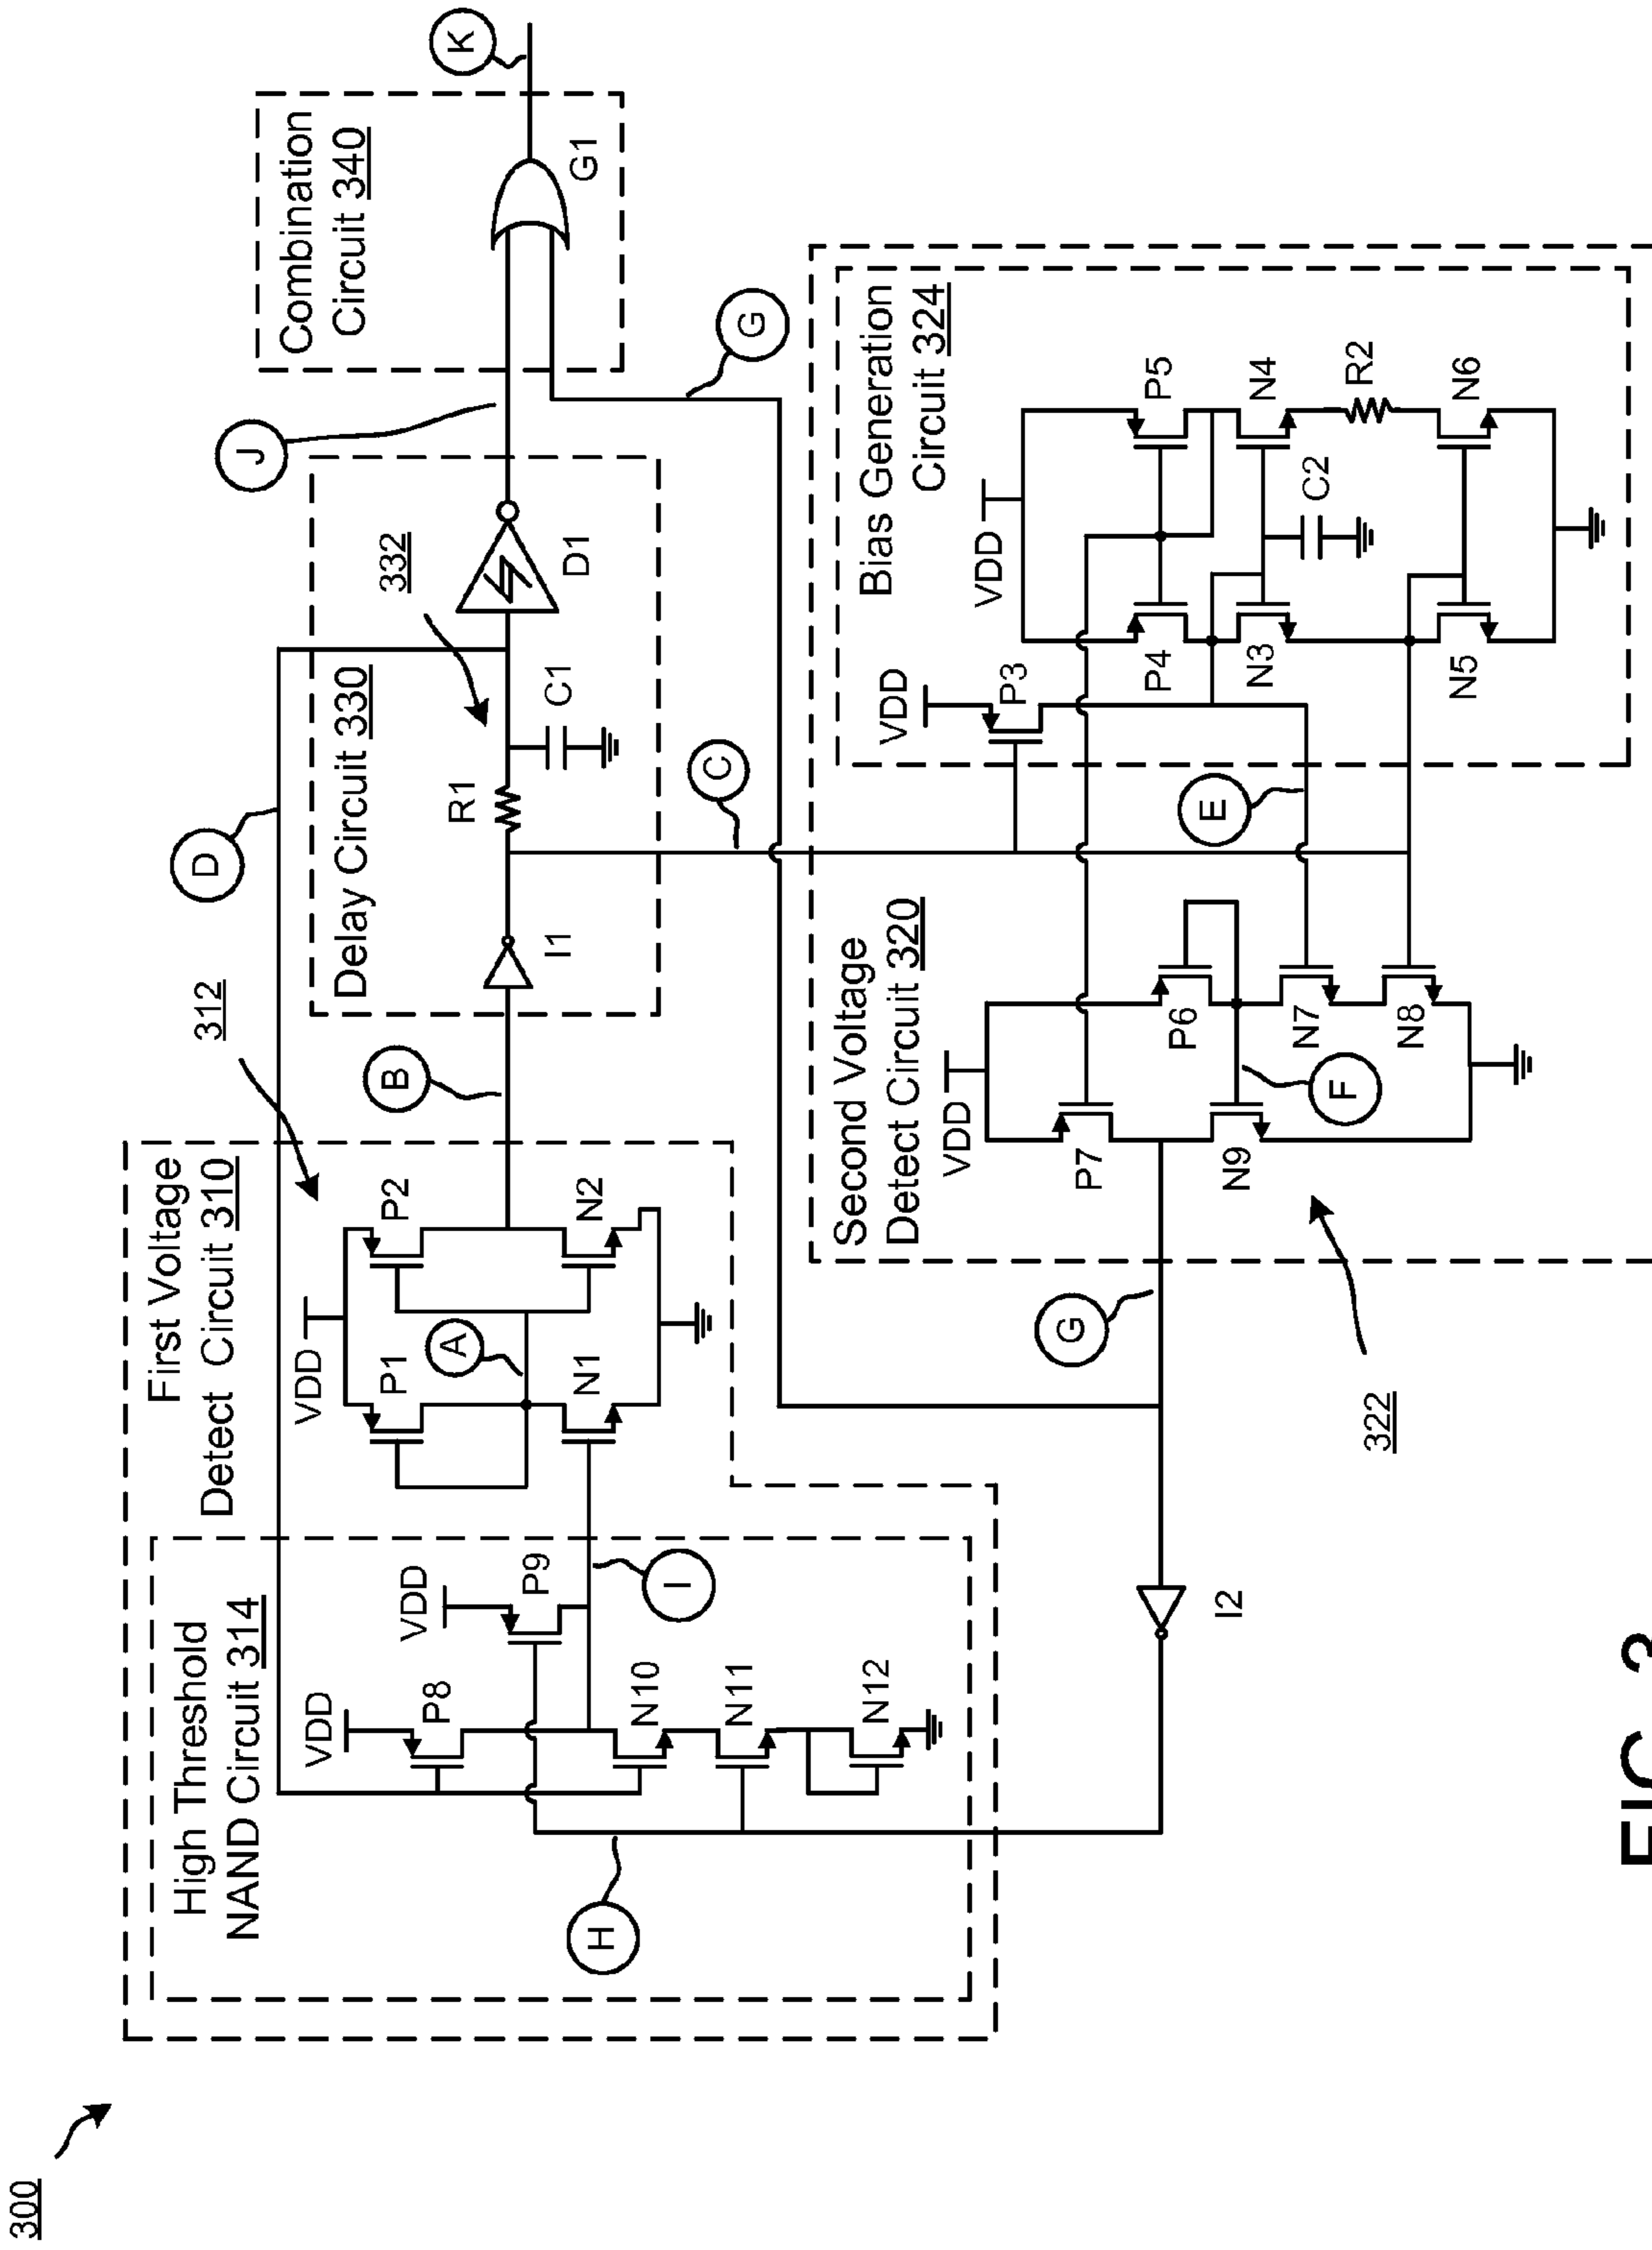 300
First Voltage
Detect Circuit 310
High Threshold
NAND Circuit 314
312
VDD
P1
P2
A
N1
N2
VDD
P8
VDD
P9
N10
N11
N12
H
I
B
D
Delay Circuit 330
I1
R1
C1
332
D1
J
Combination
Circuit 340
G1
K
G
C
Second Voltage
Detect Circuit 320
VDD
P7
P6
N9
F
N7
N8
322
G
I2
E
Bias Generation
Circuit 324
VDD
P3
VDD
P4
P5
N3
N4
C2
R2
N5
N6